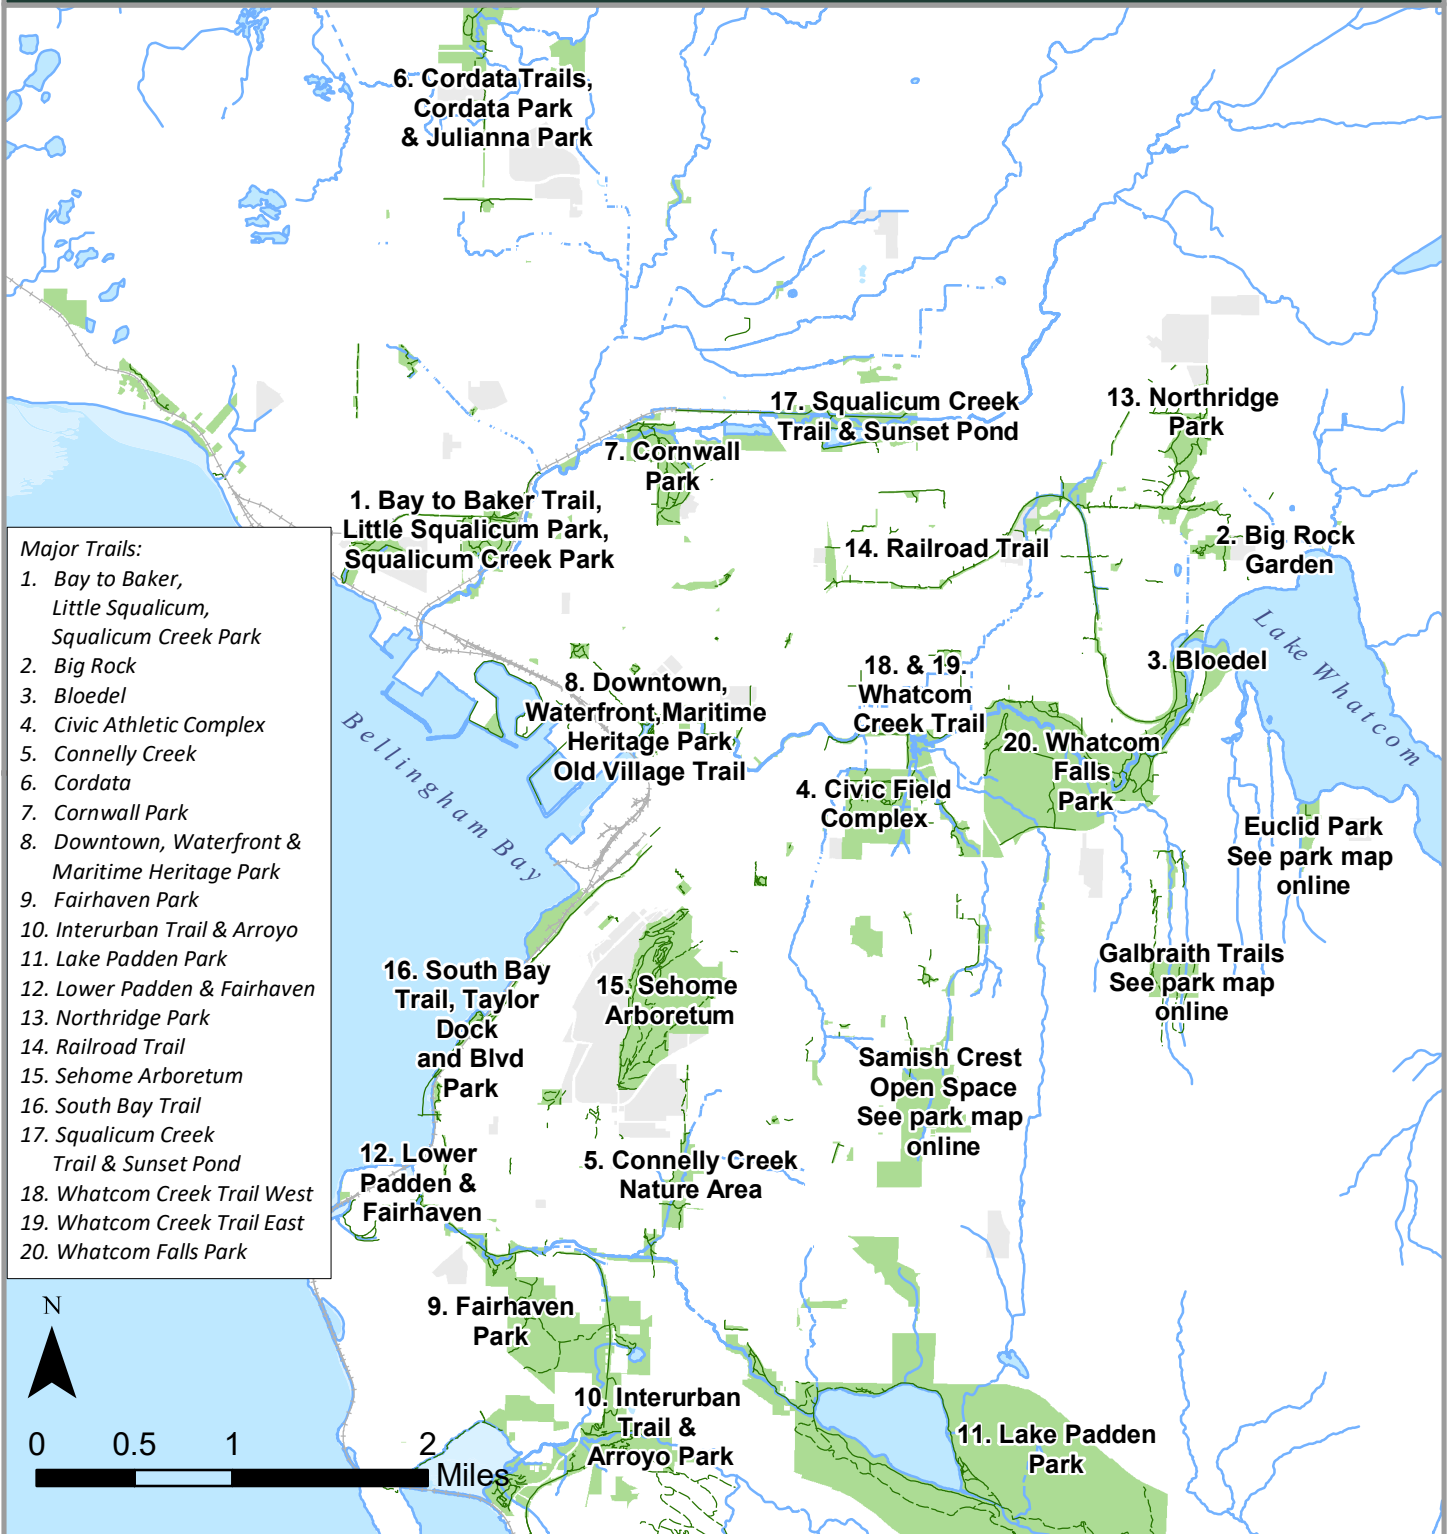 6. CordataTrails,
Cordata Park
& Julianna Park
17. Squalicum Creek
Trail & Sunset Pond
13. Northridge
Park
7. Cornwall
Park
1. Bay to Baker Trail,
Little Squalicum Park,
Squalicum Creek Park
14. Railroad Trail
2. Big Rock
Garden
Lake Whatcom
3. Bloedel
18. & 19.
Whatcom
Creek Trail
8. Downtown,
Waterfront,Maritime
Heritage Park
Old Village Trail
20. Whatcom
Falls
Park
4. Civic Field
Complex
Bellingham Bay
Euclid Park
See park map
online
Galbraith Trails
See park map
online
16. South Bay
Trail, Taylor
Dock
and Blvd
Park
15. Sehome
Arboretum
Samish Crest
Open Space
See park map
online
12. Lower
Padden &
Fairhaven
5. Connelly Creek
Nature Area
9. Fairhaven
Park
10. Interurban
Trail &
Arroyo Park
11. Lake Padden
Park
Major Trails:
1. Bay to Baker,
Little Squalicum,
Squalicum Creek Park
2. Big Rock
3. Bloedel
4. Civic Athletic Complex
5. Connelly Creek
6. Cordata
7. Cornwall Park
8. Downtown, Waterfront &
Maritime Heritage Park
9. Fairhaven Park
10. Interurban Trail & Arroyo
11. Lake Padden Park
12. Lower Padden & Fairhaven
13. Northridge Park
14. Railroad Trail
15. Sehome Arboretum
16. South Bay Trail
17. Squalicum Creek
Trail & Sunset Pond
18. Whatcom Creek Trail West
19. Whatcom Creek Trail East
20. Whatcom Falls Park
N
0 0.5 1 2
Miles